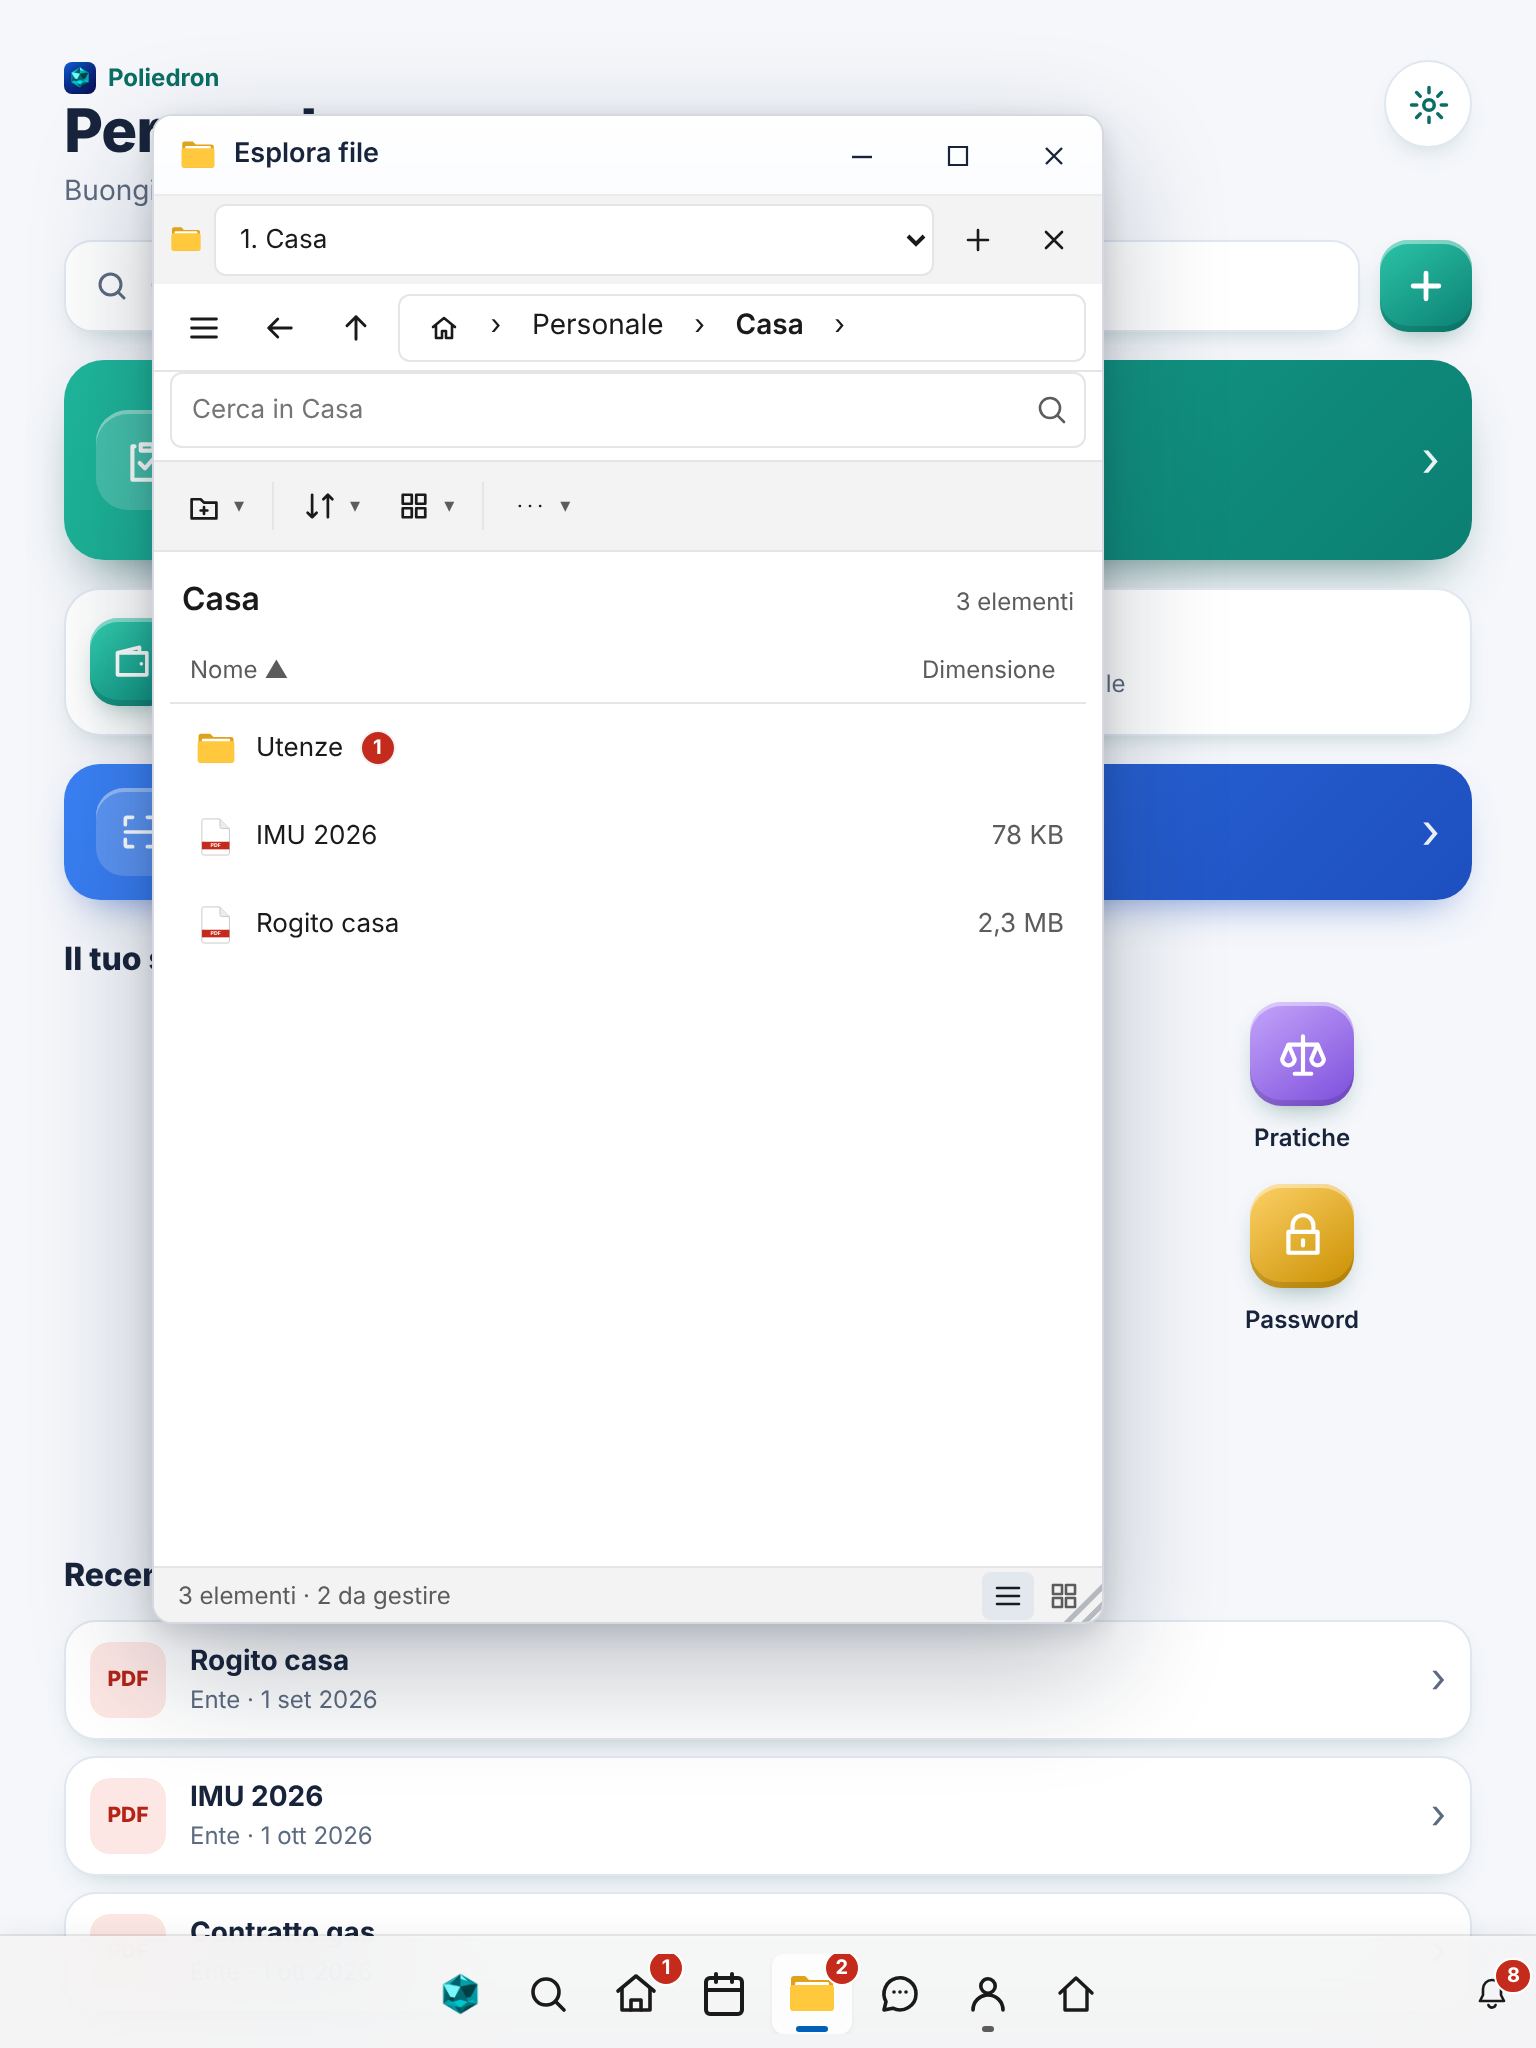 Poliedron
Esplora file
Buongi
1. Casa
Personale › Casa ›
Cerca in Casa
Casa
3 elementi
Nome ▲ Dimensione
le
Utenze 1
IMU 2026 78 KB
Rogito casa 2,3 MB
Il tuo
Pratiche
Password
3 elementi · 2 da gestire
PDF
Rogito casa
Ente · 1 set 2026
PDF
IMU 2026
Ente · 1 ott 2026
Contratto gas
1
2
8